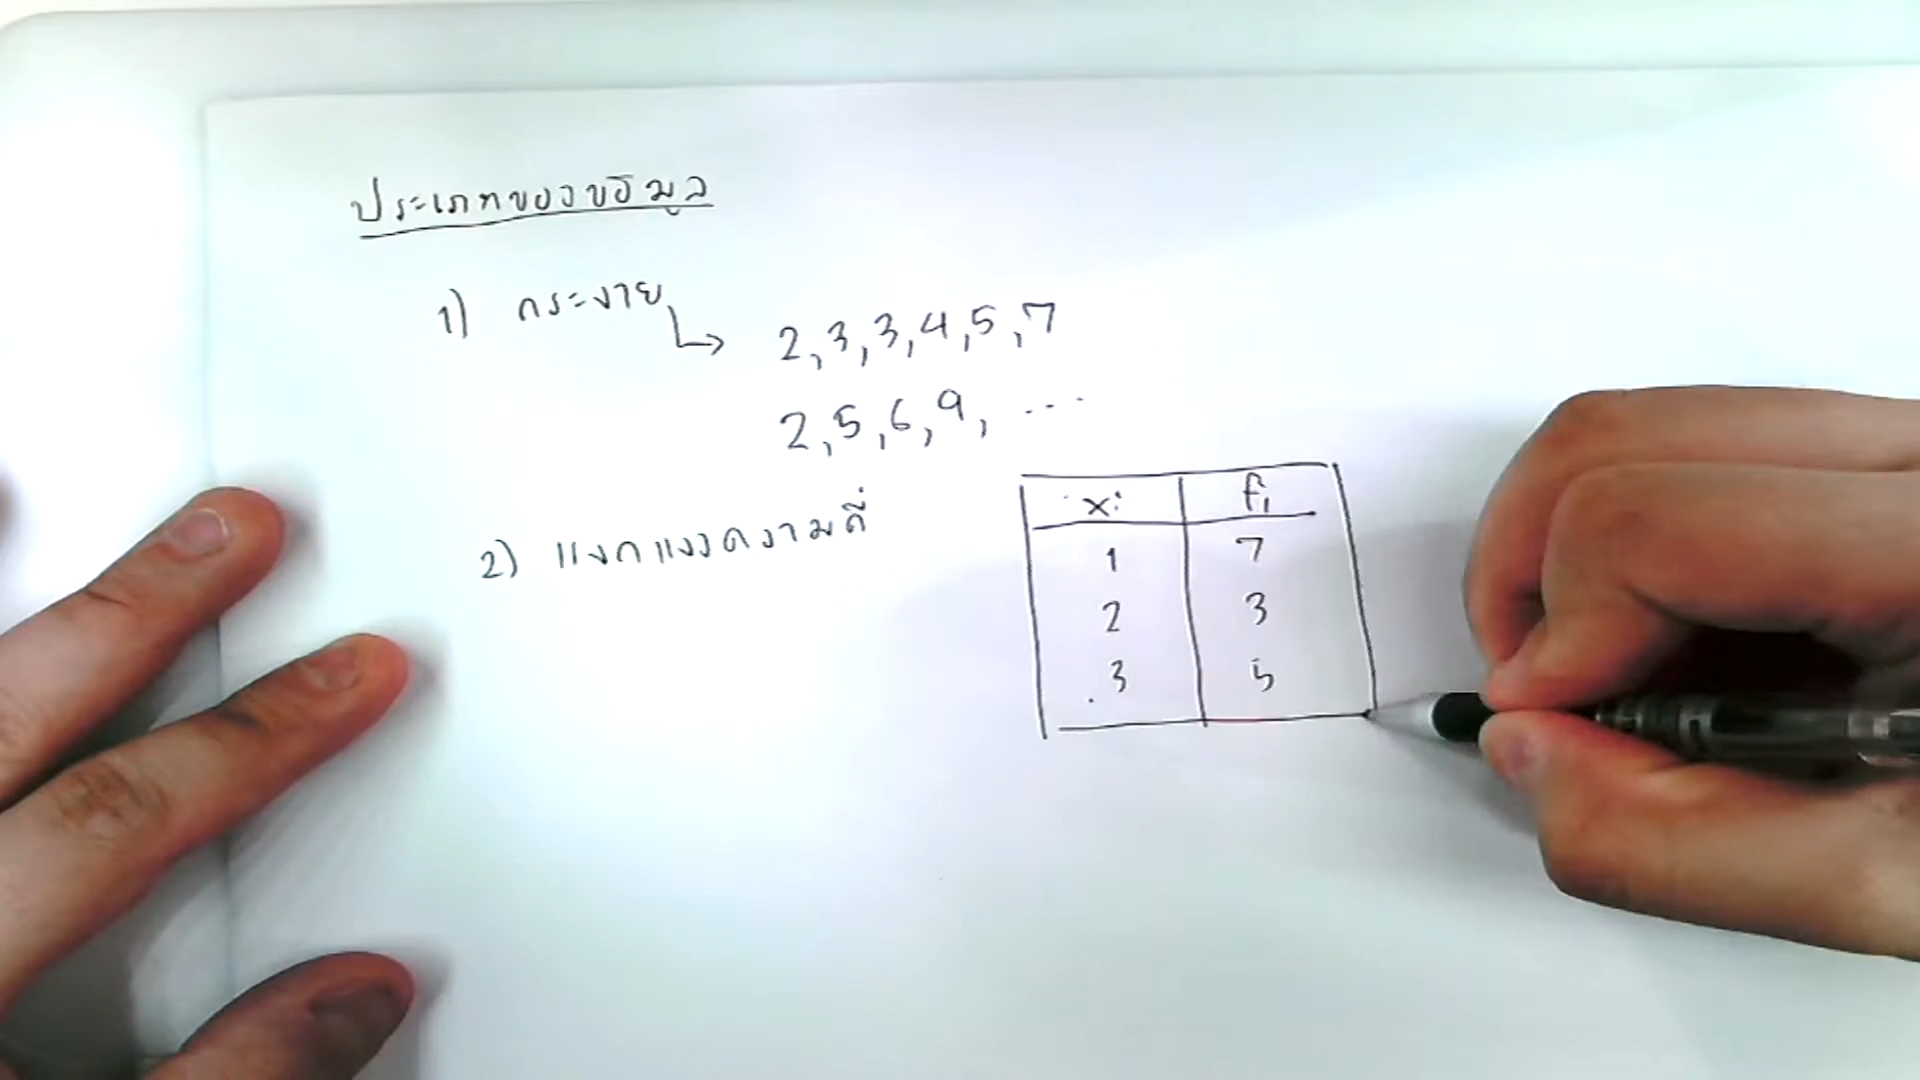 ประเภทของข้อมูล
1) กระจาย
↳ 2,3,3,4,5,7
2,5,6,9, ...
2) แจกแจงความถี่
xi fi
1 7
2 3
3 5